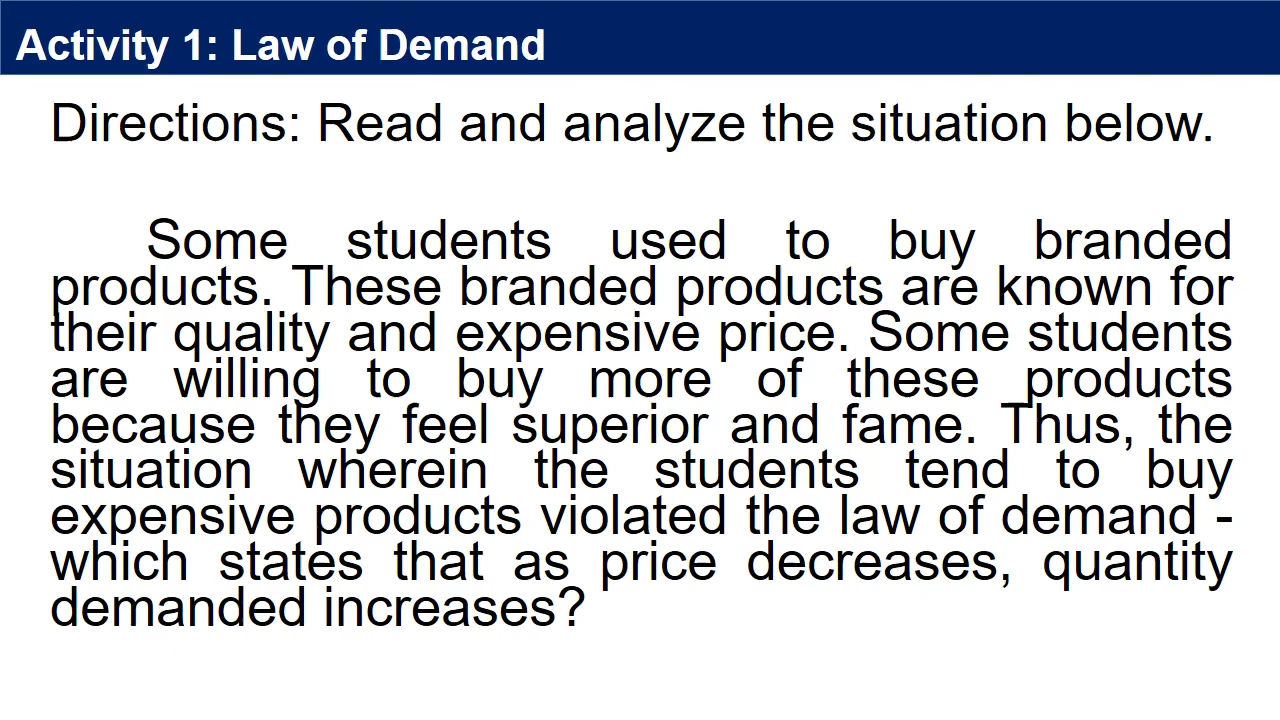 Activity 1: Law of Demand
Directions: Read and analyze the situation below.
Some students used to buy branded
products. These branded products are known for
their quality and expensive price. Some students
are willing to buy more of these products
because they feel superior and fame. Thus, the
situation wherein the students tend to buy
expensive products violated the law of demand -
which states that as price decreases, quantity
demanded increases?